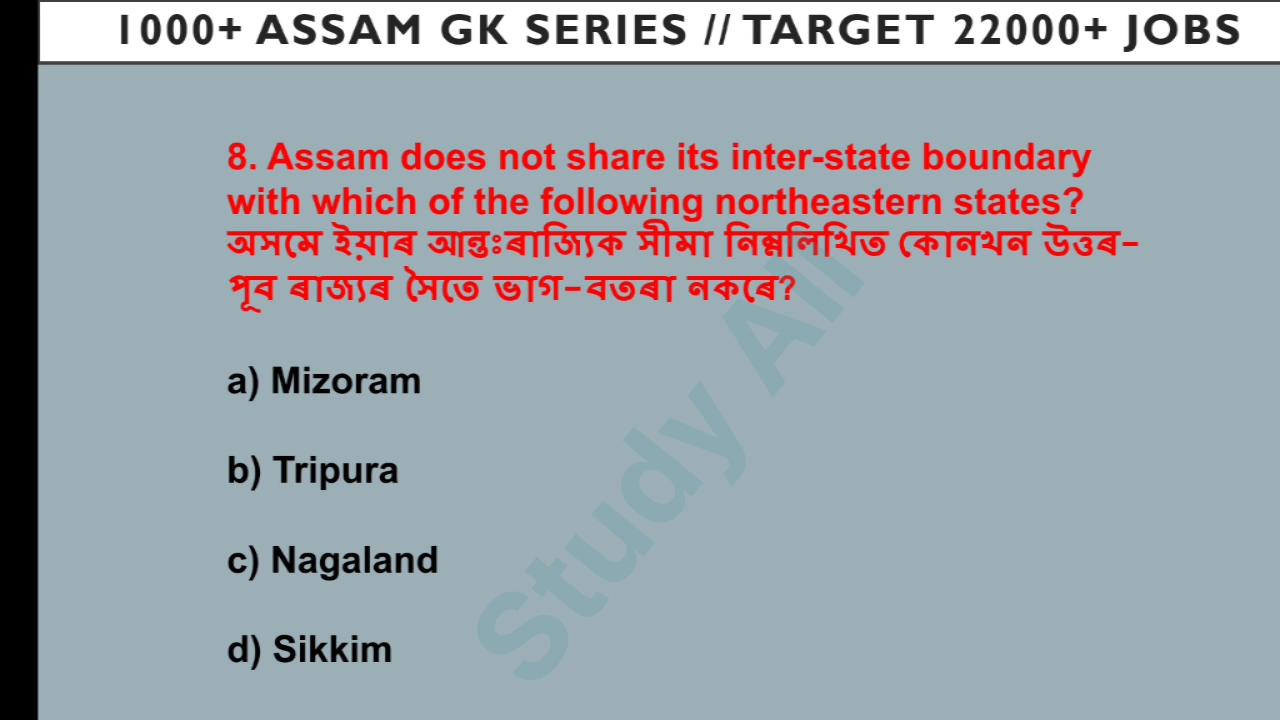 1000+ ASSAM GK SERIES // TARGET 22000+ JOBS
8. Assam does not share its inter-state boundary
with which of the following northeastern states?
অসমে ইয়াৰ আন্তঃৰাজ্যিক সীমা নিম্নলিখিত কোনখন উত্তৰ-
পূব ৰাজ্যৰ সৈতে ভাগ-বতৰা নকৰে?
a) Mizoram
b) Tripura
c) Nagaland
d) Sikkim
Study All